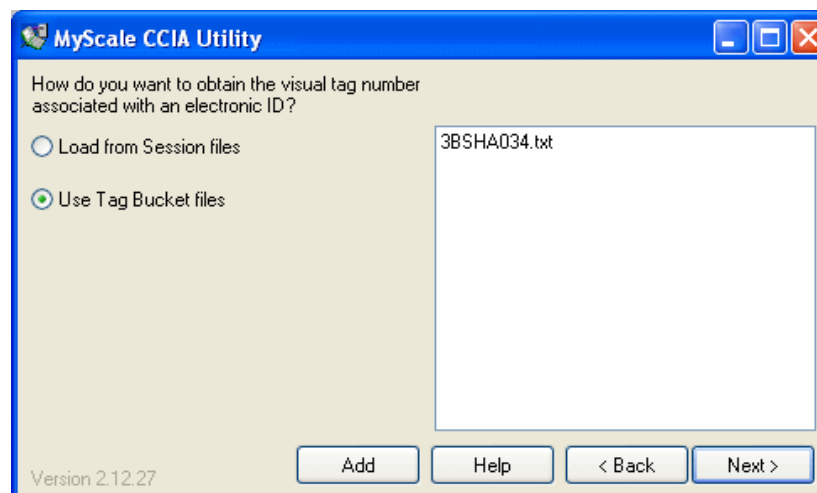 MyScale CCIA Utility
How do you want to obtain the visual tag number
associated with an electronic ID?
Load from Session files
Use Tag Bucket files
3BSHA034.txt
Version 2.12.27
Add
Help
< Back
Next >